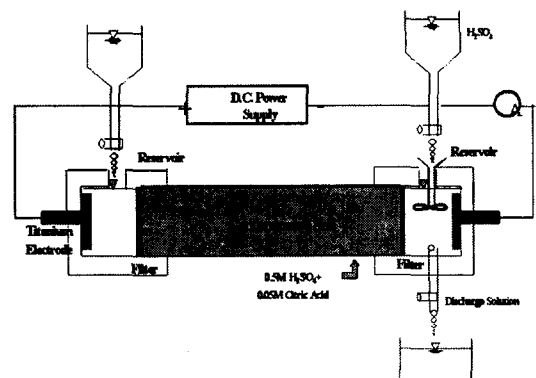 H₂SO₄
D.C. Power
Supply
A
Reservoir
Reservoir
Titanium
Electrode
Filter
Filter
0.5M H₂SO₄+
0.05M Citric Acid
Discharge Solution